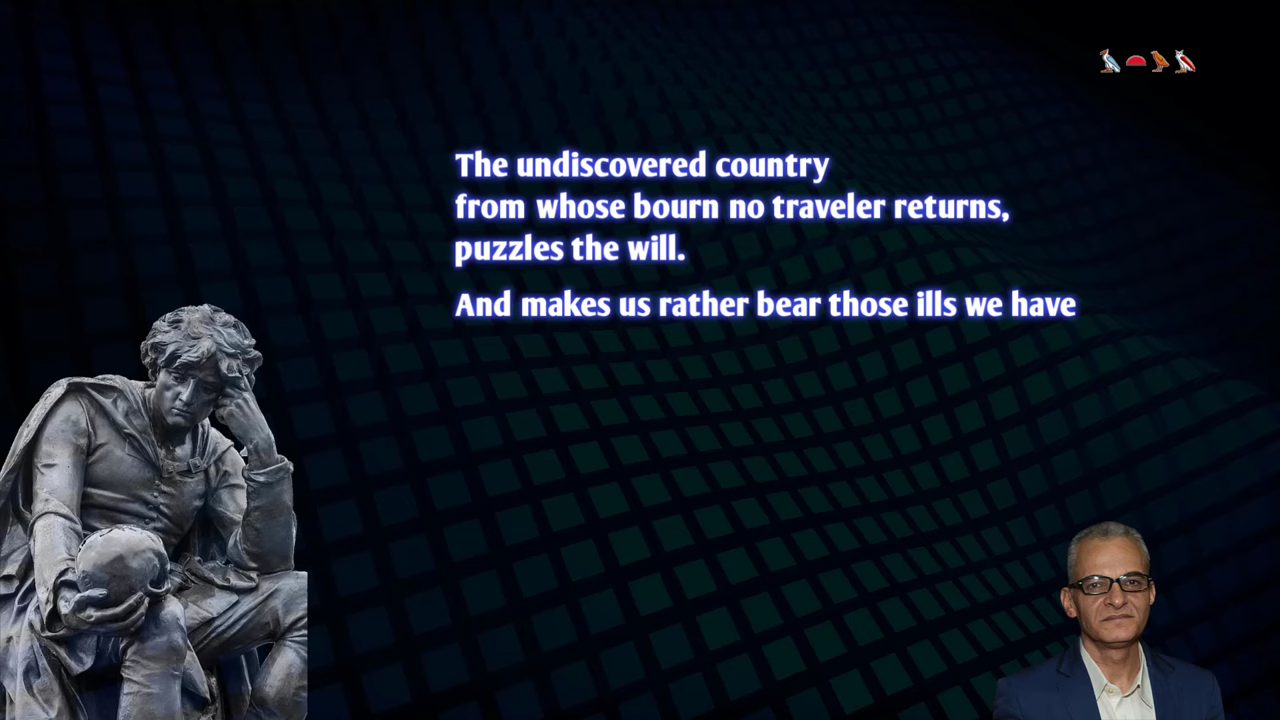 The undiscovered country
from whose bourn no traveler returns,
puzzles the will.
And makes us rather bear those ills we have